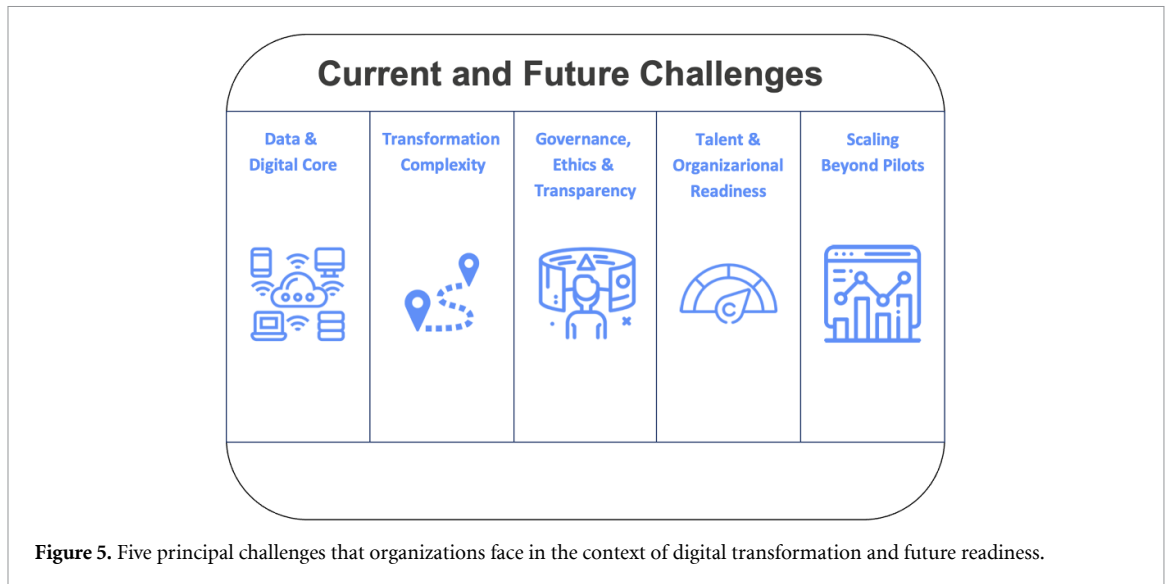 Current and Future Challenges
Data &
Digital Core
Transformation
Complexity
Governance,
Ethics &
Transparency
Talent &
Organizarional
Readiness
Scaling
Beyond Pilots
C
Figure 5. Five principal challenges that organizations face in the context of digital transformation and future readiness.